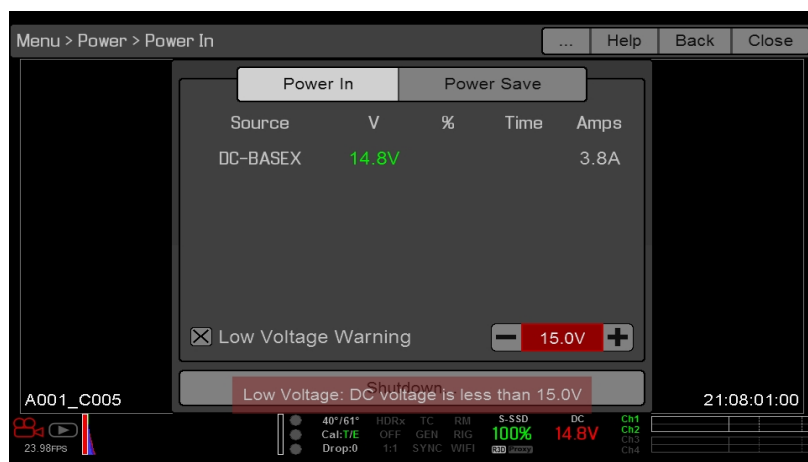 Menu > Power > Power In
... Help Back Close
Power In Power Save
Source V % Time Amps
DC-BASEX 14.8V 3.8A
Low Voltage Warning 15.0V
Shutdown
Low Voltage: DC voltage is less than 15.0V
A001_C005 21:08:01:00
40°/61° HDRx TC RM S-SSD DC Ch1
Cal:T/E OFF GEN RIG 100% 14.8V Ch2
23.98FPS Drop:0 1:1 SYNC WIFI R3D Proxy Ch3
Ch4